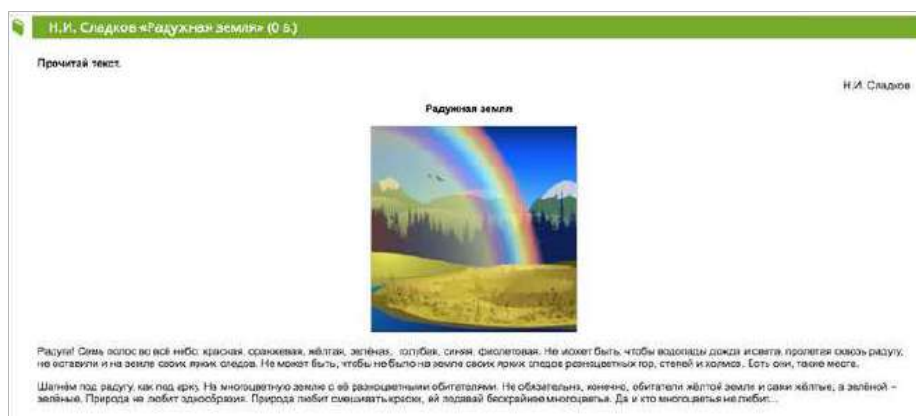 Н.И. Сладков «Радужная земля» (0 б.)
Прочитай текст.
Н.И. Сладков
Радужная земля
Радуга! Семь полос во всё небо: красная, оранжевая, жёлтая, зелёная, голубая, синяя, фиолетовая. Не может быть, чтобы водопады дождя и света, пролетая сквозь радугу,
не оставили и на земле своих ярких следов. Не может быть, чтобы не было на земле своих ярких следов разноцветных гор, степей и холмов. Есть они, такие места.
Шагнём под радугу, как под арку. На многоцветную землю с её разноцветными обитателями. Не обязательно, конечно, обитатели жёлтой земли и сами жёлтые, а зелёной –
зелёные. Природа не любит однообразия. Природа любит смешивать краски, ей подавай бескрайнее многоцветье. Да и кто многоцветья не любит...